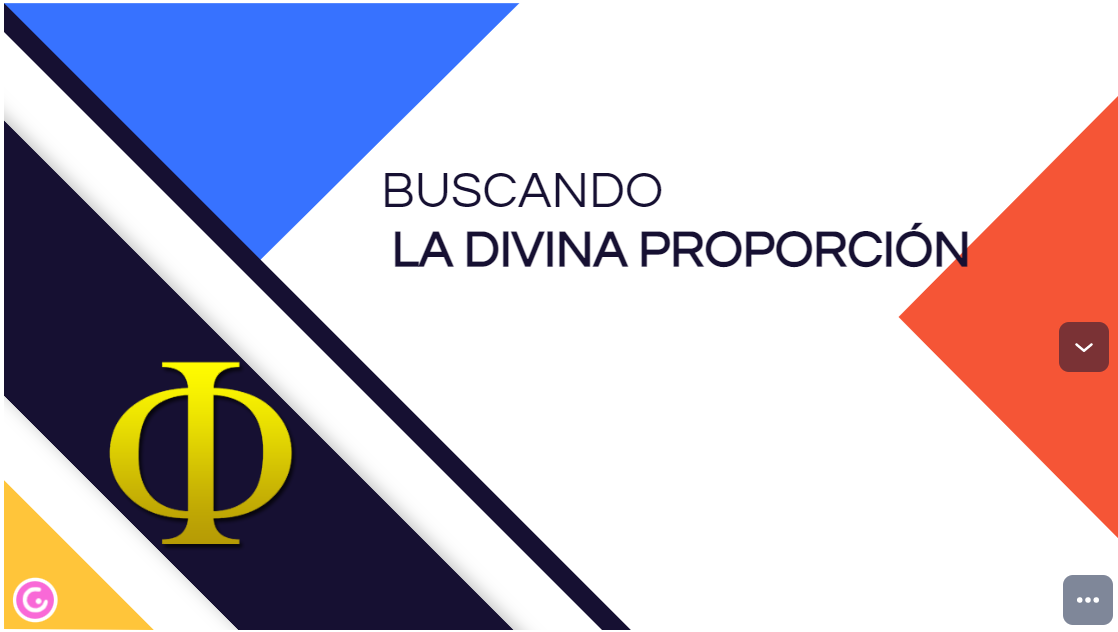 BUSCANDO
LA DIVINA PROPORCIÓN
Φ